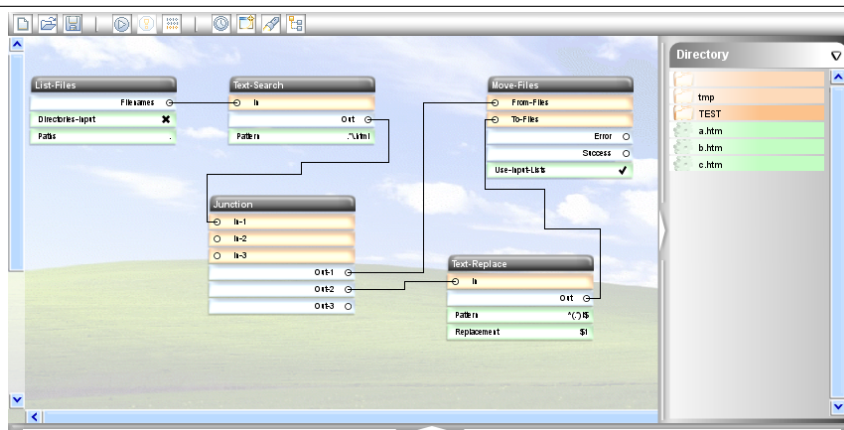 List-Files
Filenames
Directories-Input
Paths .
Text-Search
In
Out
Pattern .*\.html
Move-Files
From-Files
To-Files
Error
Success
Use-Input-Lists
Junction
In-1
In-2
In-3
Out-1
Out-2
Out-3
Text-Replace
In
Out
Pattern ^(.*)l$
Replacement $1
Directory
tmp
TEST
a.htm
b.htm
c.htm